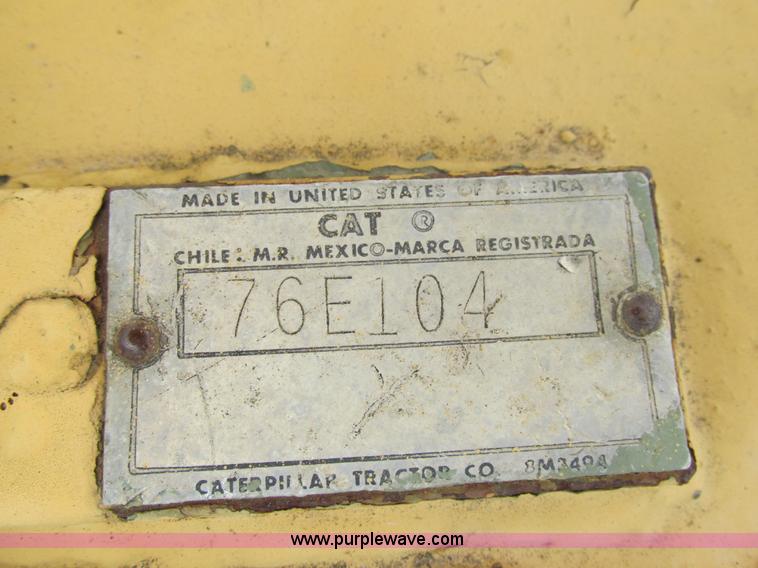 MADE IN UNITED STATES OF AMERICA
CAT ®
CHILE: M.R. MEXICO-MARCA REGISTRADA
76E104
CATERPILLAR TRACTOR CO. 8M3494
www.purplewave.com